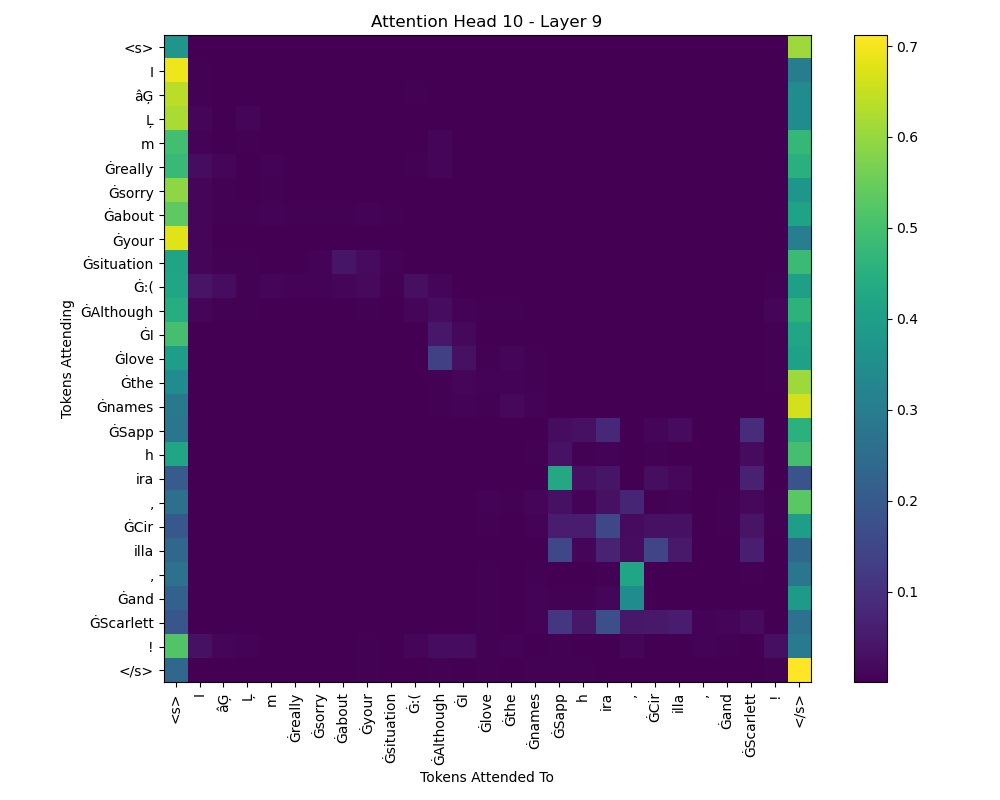 Attention Head 10 - Layer 9
Tokens Attending
<s>
I
âĢ
Ļ
m
Ġreally
Ġsorry
Ġabout
Ġyour
Ġsituation
Ġ:(
ĠAlthough
ĠI
Ġlove
Ġthe
Ġnames
ĠSapp
h
ira
,
ĠCir
illa
,
Ġand
ĠScarlett
!
</s>
<s>
I
âĢ
Ļ
m
Ġreally
Ġsorry
Ġabout
Ġyour
Ġsituation
Ġ:(
ĠAlthough
ĠI
Ġlove
Ġthe
Ġnames
ĠSapp
h
ira
,
ĠCir
illa
,
Ġand
ĠScarlett
!
</s>
Tokens Attended To
0.7
0.6
0.5
0.4
0.3
0.2
0.1